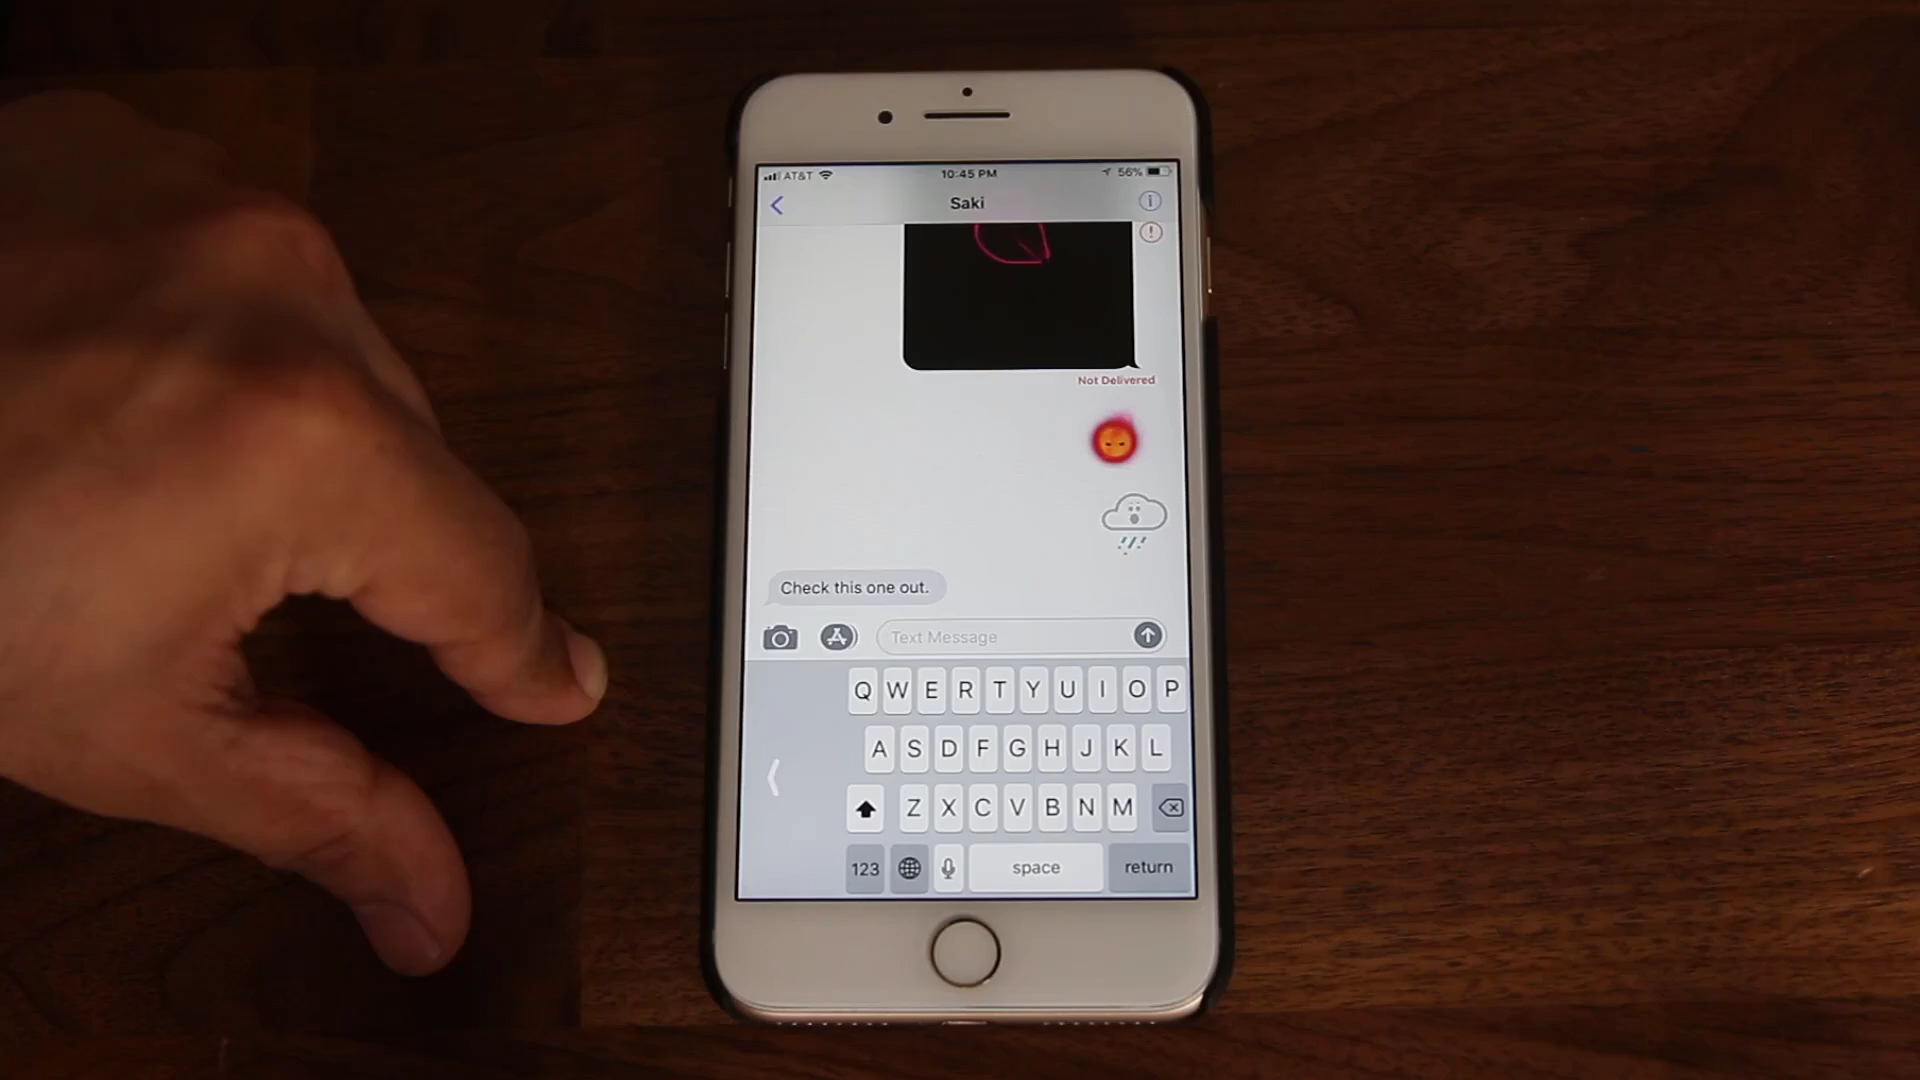 AT&T 10:45 PM 56%
Saki
Not Delivered
Check this one out.
Text Message
Q W E R T Y U I O P
A S D F G H J K L
Z X C V B N M
123 space return